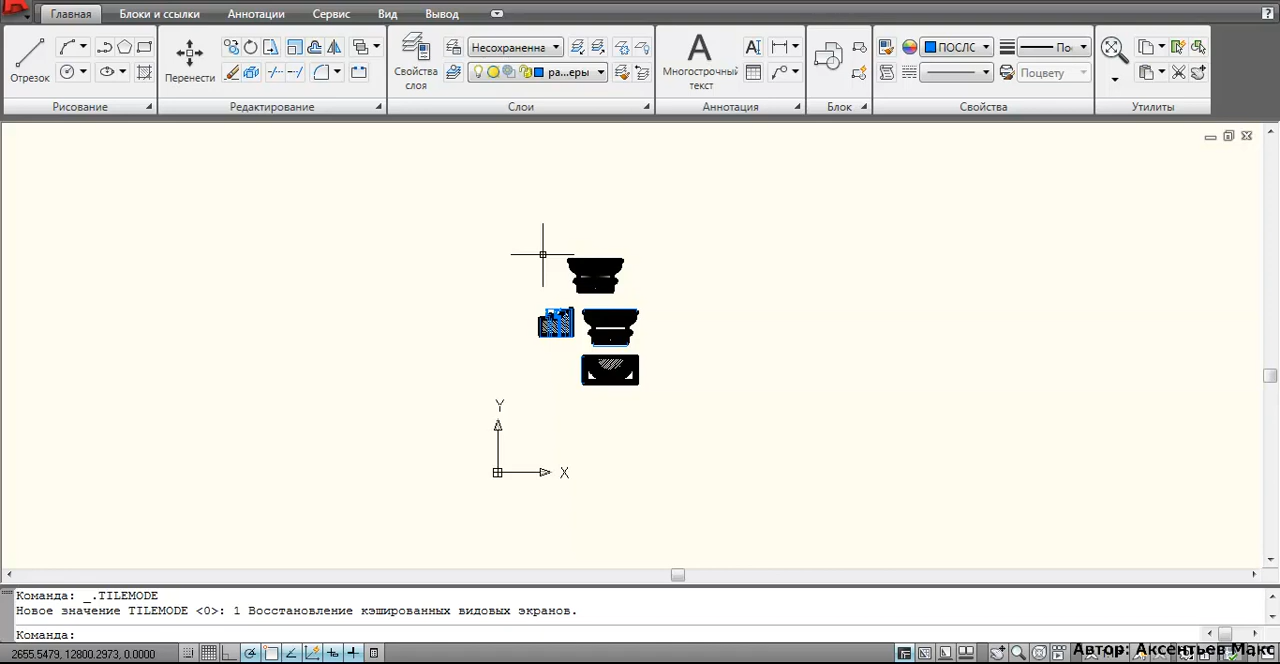 Главная Блоки и ссылки Аннотации Сервис Вид Вывод
Отрезок
Рисование
Перенести
Редактирование
Свойства слоя
Несохраненна
ра...еры
Слои
A
Многострочный текст
Аннотация
Блок
ПОСЛС
По
Поцвету
Свойства
Утилиты
Y
X
Команда: _.TILEMODE
Новое значение TILEMODE <0>: 1 Восстановление кэшированных видовых экранов.
Команда:
2655.5479, 12800.2973, 0.0000
Автор: Аксентьев Макс